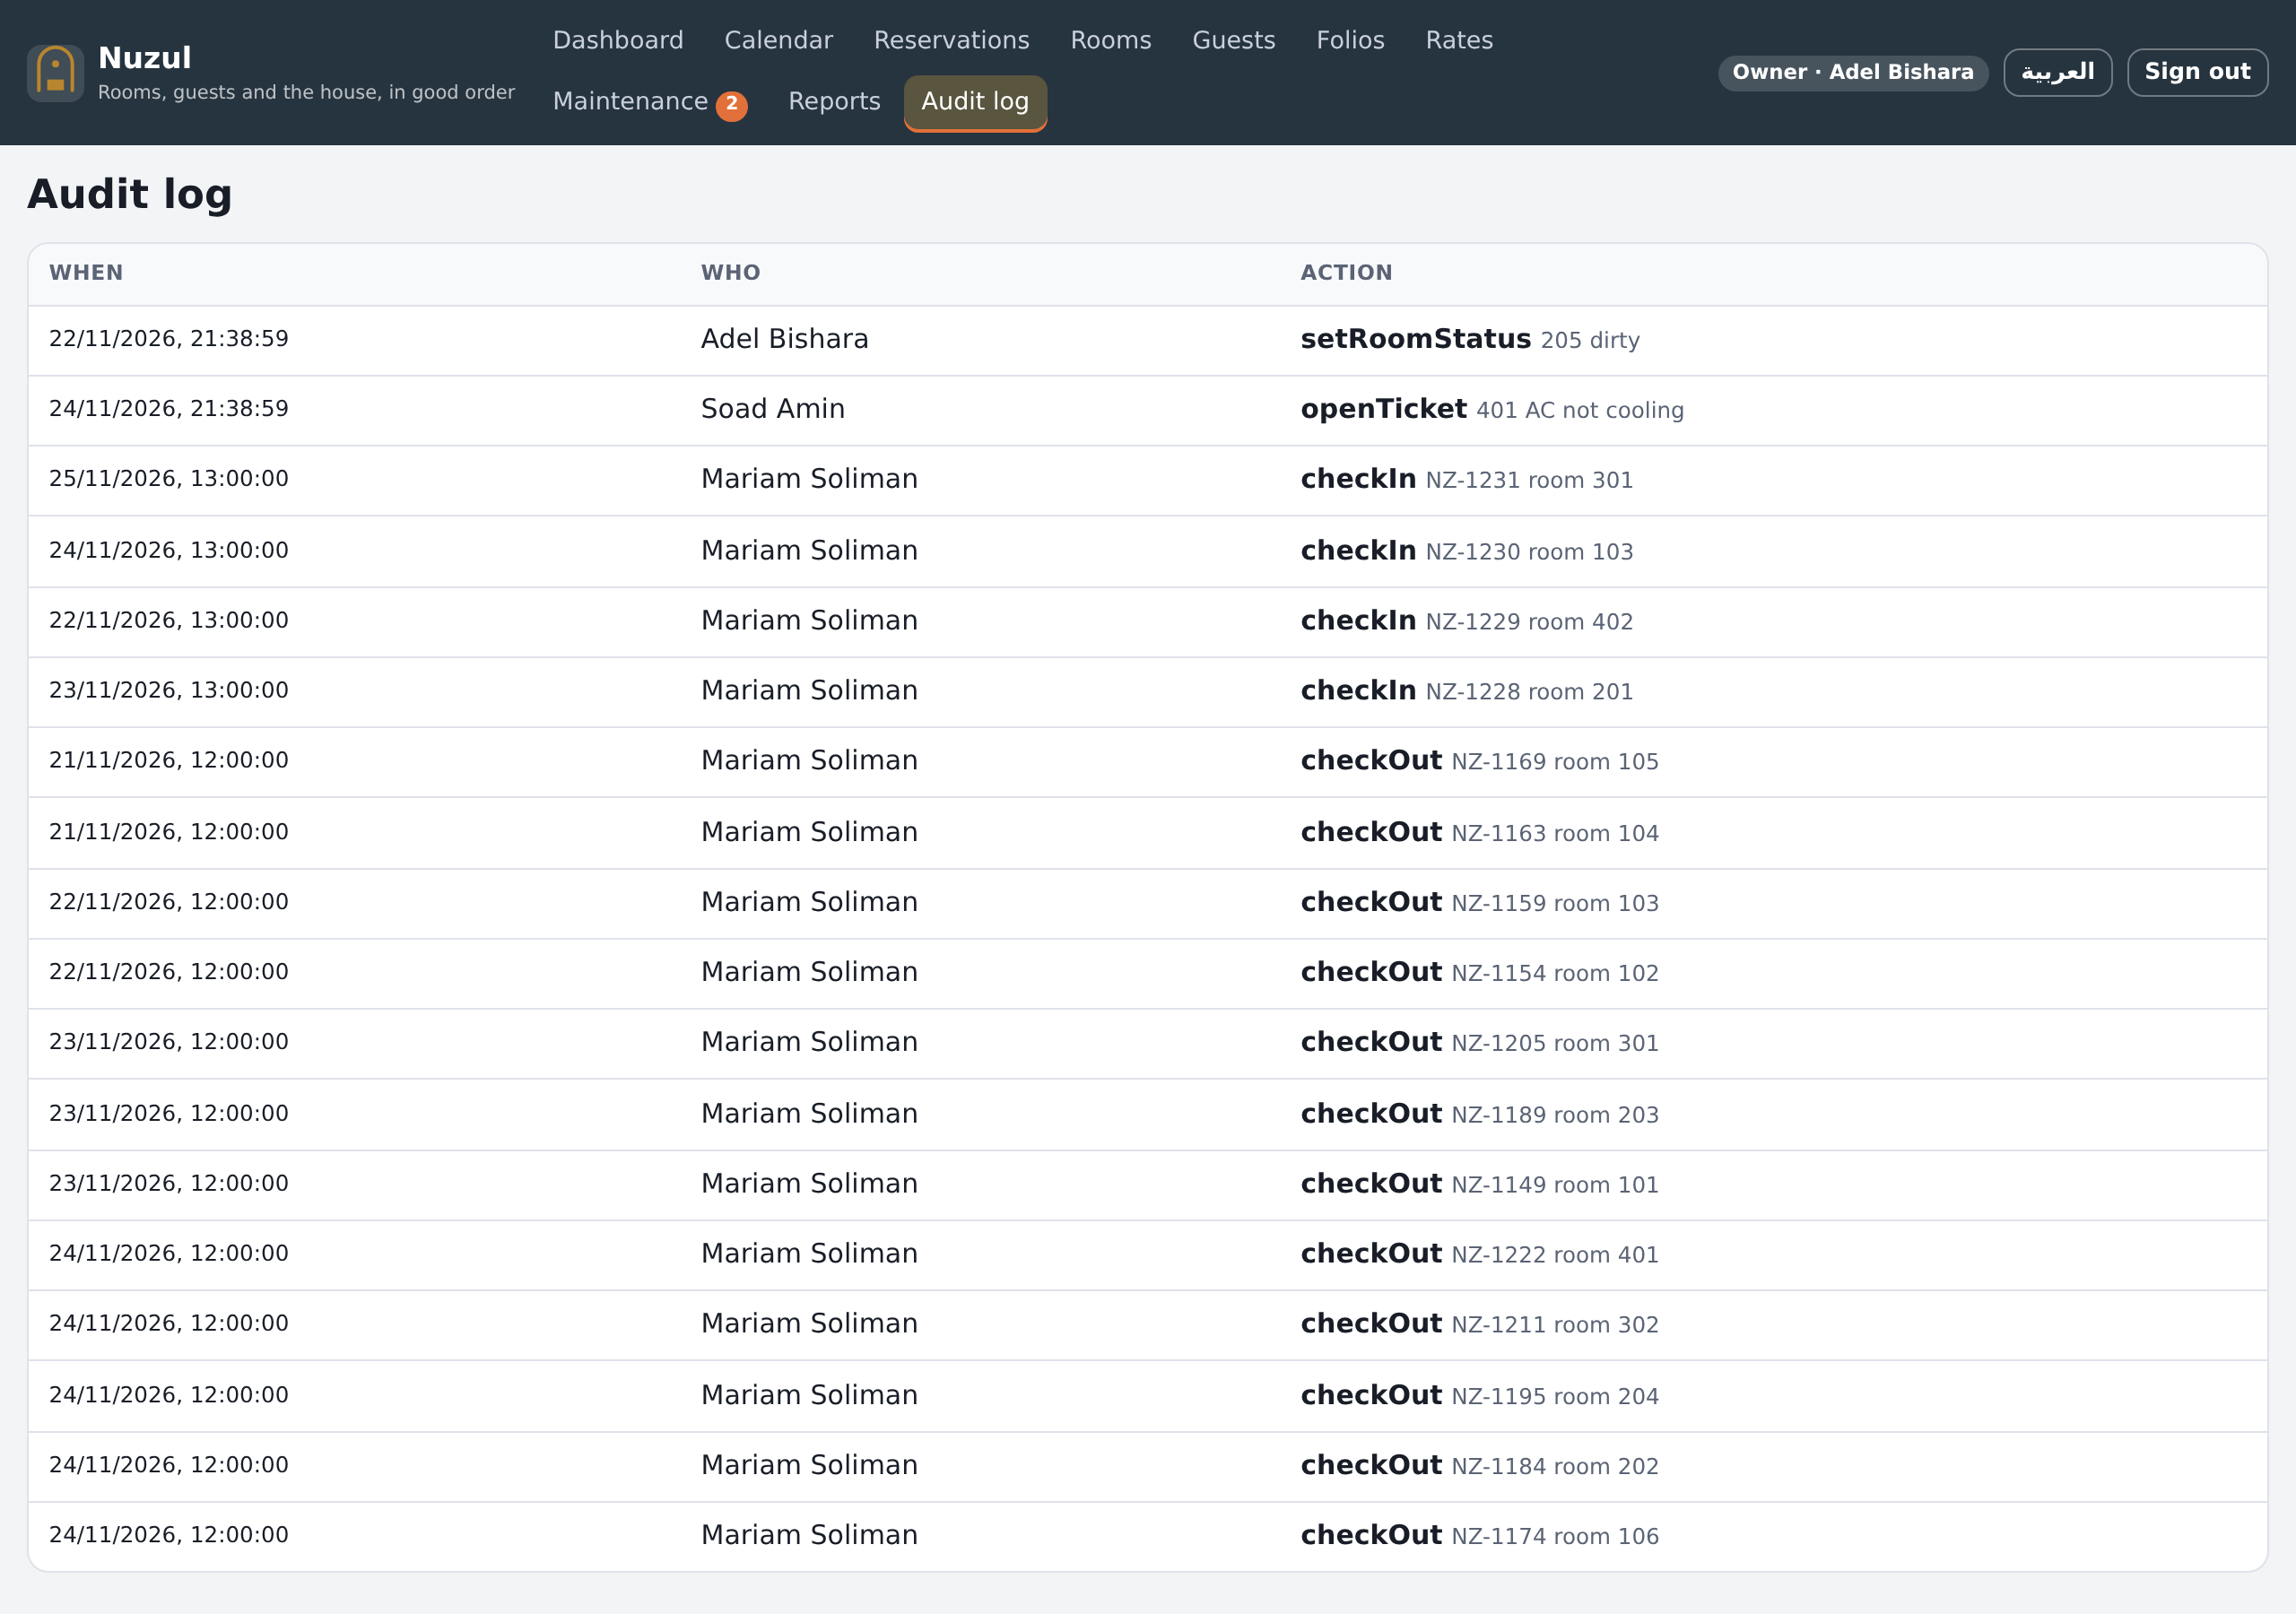 Nuzul
Rooms, guests and the house, in good order
Dashboard Calendar Reservations Rooms Guests Folios Rates
Maintenance 2 Reports Audit log
Owner · Adel Bishara العربية Sign out
Audit log
WHEN WHO ACTION
22/11/2026, 21:38:59 Adel Bishara setRoomStatus 205 dirty
24/11/2026, 21:38:59 Soad Amin openTicket 401 AC not cooling
25/11/2026, 13:00:00 Mariam Soliman checkIn NZ-1231 room 301
24/11/2026, 13:00:00 Mariam Soliman checkIn NZ-1230 room 103
22/11/2026, 13:00:00 Mariam Soliman checkIn NZ-1229 room 402
23/11/2026, 13:00:00 Mariam Soliman checkIn NZ-1228 room 201
21/11/2026, 12:00:00 Mariam Soliman checkOut NZ-1169 room 105
21/11/2026, 12:00:00 Mariam Soliman checkOut NZ-1163 room 104
22/11/2026, 12:00:00 Mariam Soliman checkOut NZ-1159 room 103
22/11/2026, 12:00:00 Mariam Soliman checkOut NZ-1154 room 102
23/11/2026, 12:00:00 Mariam Soliman checkOut NZ-1205 room 301
23/11/2026, 12:00:00 Mariam Soliman checkOut NZ-1189 room 203
23/11/2026, 12:00:00 Mariam Soliman checkOut NZ-1149 room 101
24/11/2026, 12:00:00 Mariam Soliman checkOut NZ-1222 room 401
24/11/2026, 12:00:00 Mariam Soliman checkOut NZ-1211 room 302
24/11/2026, 12:00:00 Mariam Soliman checkOut NZ-1195 room 204
24/11/2026, 12:00:00 Mariam Soliman checkOut NZ-1184 room 202
24/11/2026, 12:00:00 Mariam Soliman checkOut NZ-1174 room 106